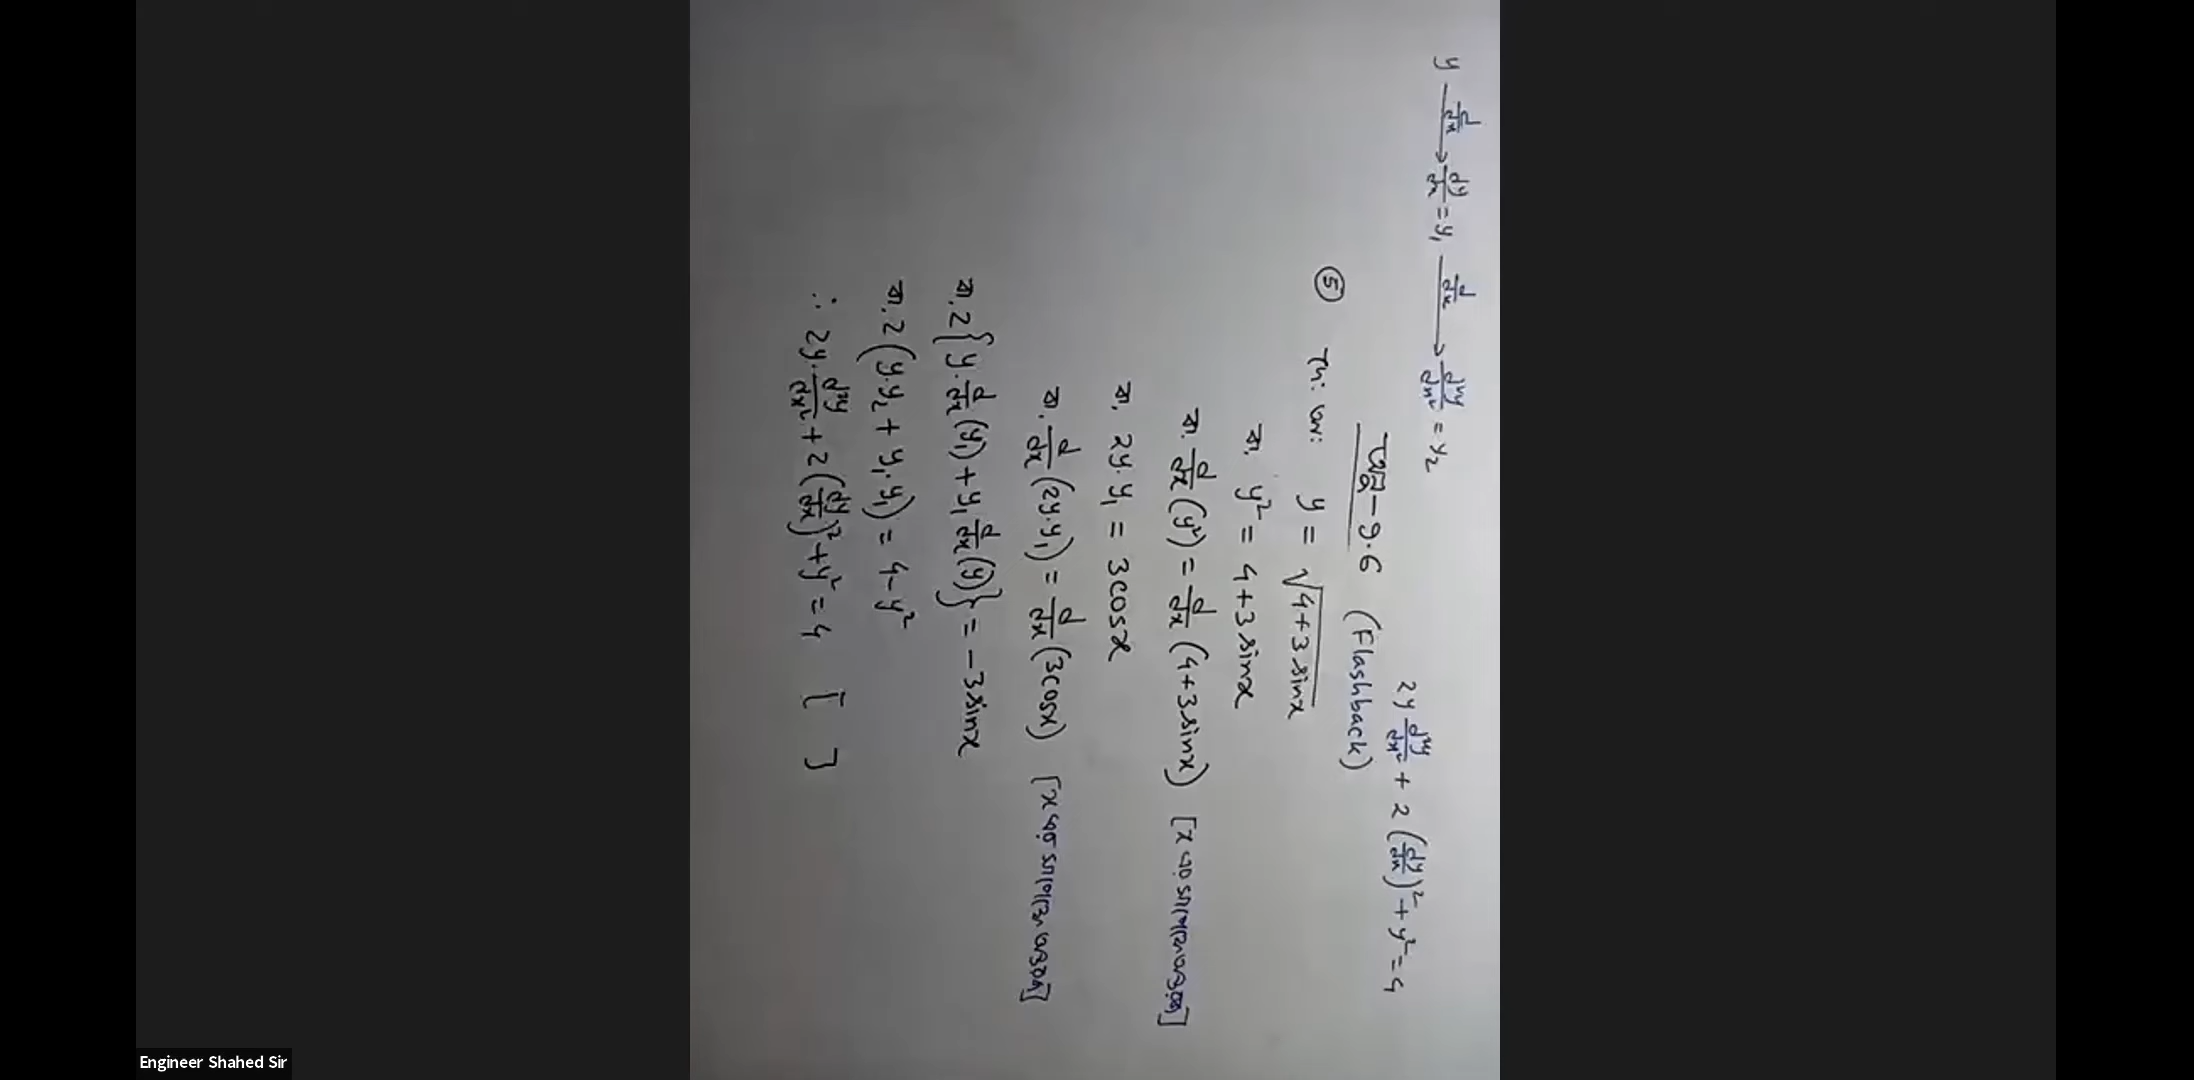 y —d/dx→ dy/dx = y₁ —d/dx→ d²y/dx² = y₂
2y d²y/dx² + 2(dy/dx)² + y² = 4
অনু-9.6 (Flashback)
⑤ দে: আ: y = √(4+3sinx)
বা, y² = 4+3sinx
বা, d/dx(y²) = d/dx(4+3sinx) [x এর সাপেক্ষে অন্তরীকরণ]
বা, 2y.y₁ = 3cosx
বা, d/dx(2y.y₁) = d/dx(3cosx) [x এর সাপেক্ষে অন্তরীকরণ]
বা, 2{y.d/dx(y₁)+y₁d/dx(y)} = -3sinx
বা, 2(y.y₂+y₁.y₁) = 4-y²
∴ 2y.d²y/dx²+2(dy/dx)²+y²=4 [ ]
Engineer Shahed Sir